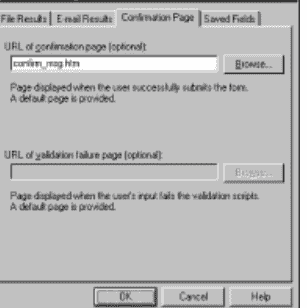 File Results E-mail Results Confirmation Page Saved Fields
URL of confirmation page (optional):
confirm_msg.htm Browse...
Page displayed when the user successfully submits the form.
A default page is provided.
URL of validation failure page (optional):
Browse...
Page displayed when the user's input fails the validation scripts.
A default page is provided.
OK Cancel Help